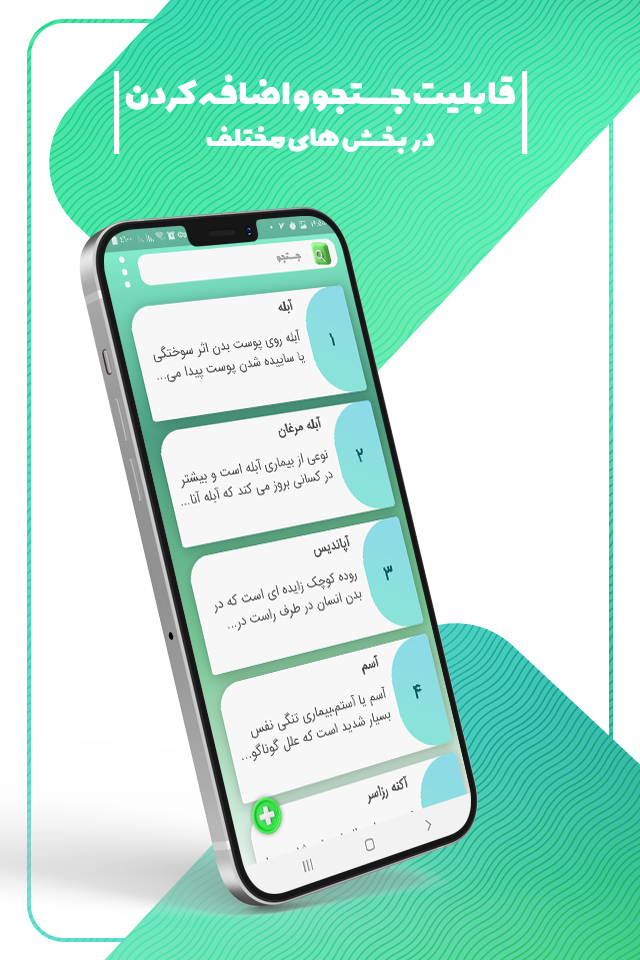 قابلیت جستجو و اضافه کردن
در بخش های مختلف
جستجو
آبله
۱
آبله روی پوست بدن اثر سوختگی
یا ساییده شدن پوست پیدا می...
آبله مرغان
۲
نوعی از بیماری آبله است و بیشتر
در کسانی بروز می کند که آبله آنا...
آپاندیس
۳
روده کوچک زایده ای است که در
بدن انسان در طرف راست در...
آسم
۴
آسم یا آستم،بیماری تنگی نفس
بسیار شدید است که علل گوناگو...
آکنه رزاسر